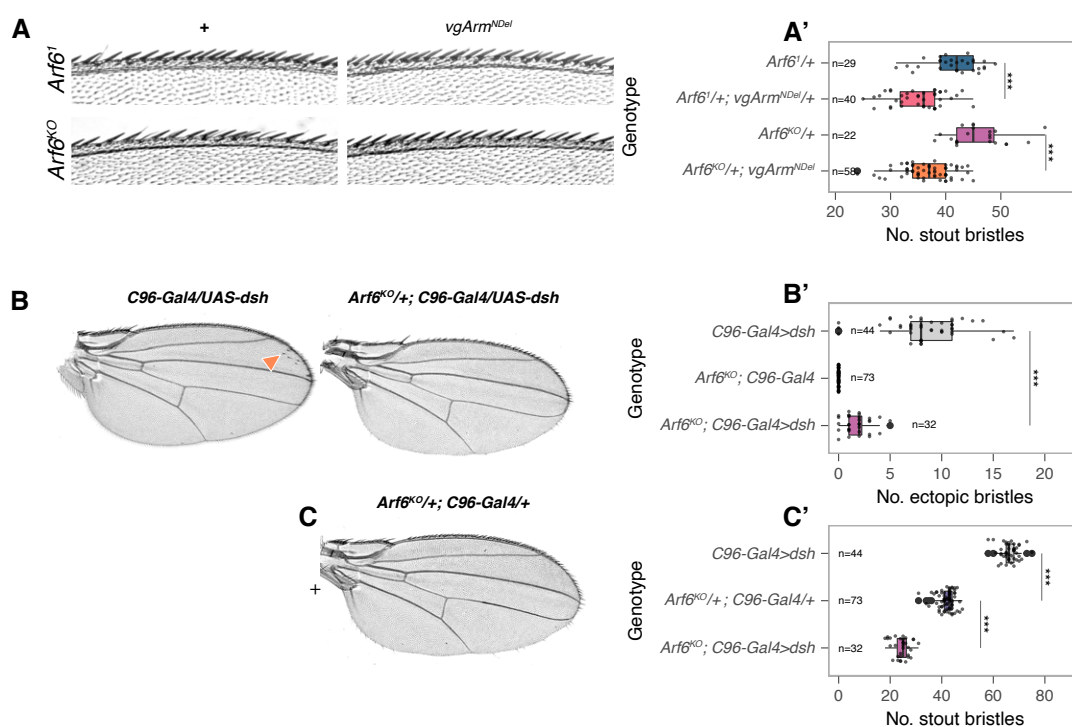 A
+
vgArm^NDel
Arf6^1
Arf6^KO
A'
Genotype
Arf6^1/+
n=29
Arf6^1/+; vgArm^NDel/+
n=40
Arf6^KO/+
n=22
Arf6^KO/+; vgArm^NDel
n=58
***
***
20 30 40 50
No. stout bristles
B
C96-Gal4/UAS-dsh
Arf6^KO/+; C96-Gal4/UAS-dsh
B'
Genotype
C96-Gal4>dsh
n=44
Arf6^KO; C96-Gal4
n=73
Arf6^KO; C96-Gal4>dsh
n=32
***
0 5 10 15 20
No. ectopic bristles
C
Arf6^KO/+; C96-Gal4/+
+
C'
Genotype
C96-Gal4>dsh
n=44
Arf6^KO/+; C96-Gal4/+
n=73
Arf6^KO; C96-Gal4>dsh
n=32
***
***
0 20 40 60 80
No. stout bristles